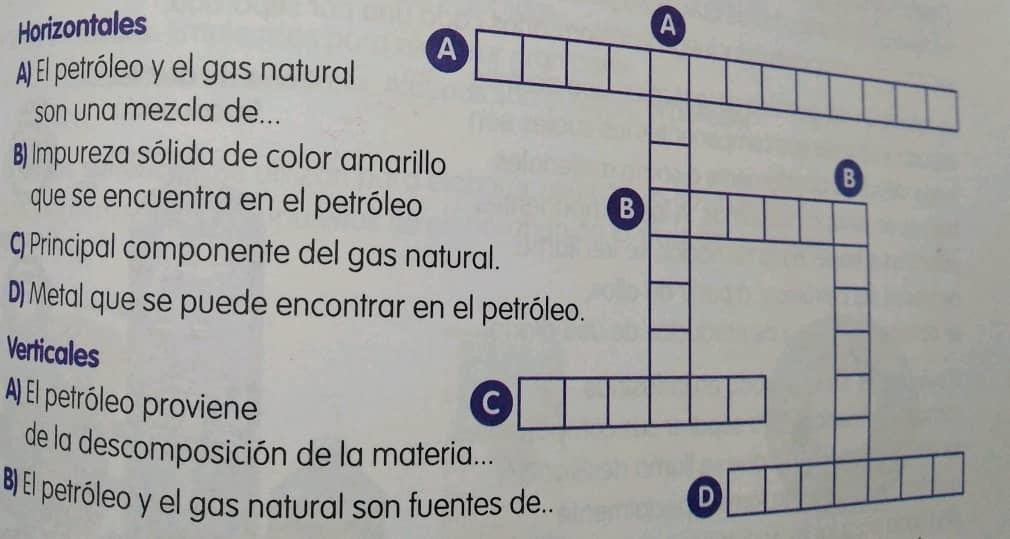 Horizontales
A) El petróleo y el gas natural
son una mezcla de...
B) Impureza sólida de color amarillo
que se encuentra en el petróleo
C) Principal componente del gas natural.
D) Metal que se puede encontrar en el petróleo.
Verticales
A) El petróleo proviene
de la descomposición de la materia...
B) El petróleo y el gas natural son fuentes de..
A
A
B
B
C
D